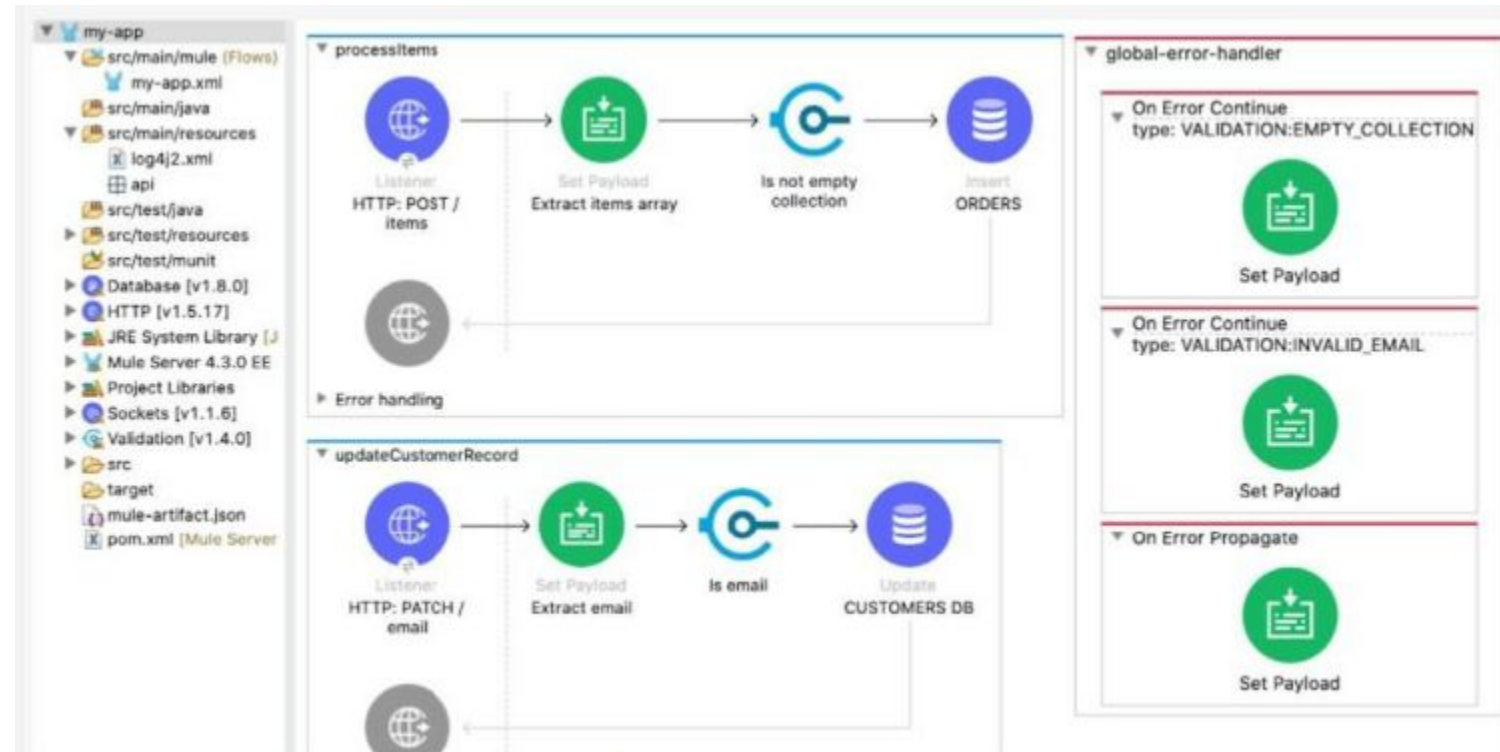 my-app
src/main/mule (Flows)
my-app.xml
src/main/java
src/main/resources
log4j2.xml
api
src/test/java
src/test/resources
src/test/munit
Database [v1.8.0]
HTTP [v1.5.17]
JRE System Library [J
Mule Server 4.3.0 EE
Project Libraries
Sockets [v1.1.6]
Validation [v1.4.0]
src
target
mule-artifact.json
pom.xml [Mule Server
processItems
Listener
HTTP: POST /
items
Set Payload
Extract items array
Is not empty
collection
Insert
ORDERS
Error handling
updateCustomerRecord
Listener
HTTP: PATCH /
email
Set Payload
Extract email
Is email
Update
CUSTOMERS DB
global-error-handler
On Error Continue
type: VALIDATION:EMPTY_COLLECTION
Set Payload
On Error Continue
type: VALIDATION:INVALID_EMAIL
Set Payload
On Error Propagate
Set Payload